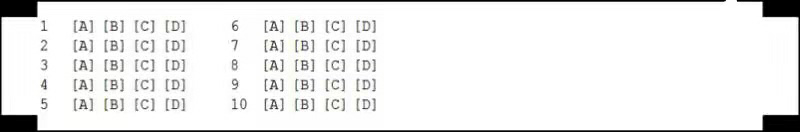 1 [A] [B] [C] [D] 6 [A] [B] [C] [D]
2 [A] [B] [C] [D] 7 [A] [B] [C] [D]
3 [A] [B] [C] [D] 8 [A] [B] [C] [D]
4 [A] [B] [C] [D] 9 [A] [B] [C] [D]
5 [A] [B] [C] [D] 10 [A] [B] [C] [D]